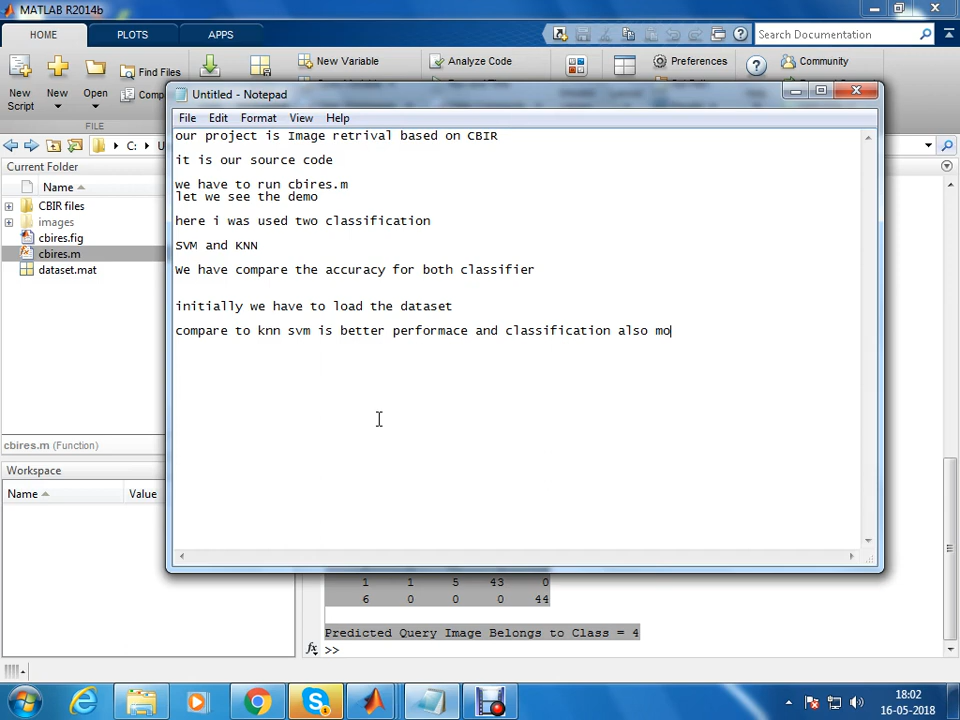 MATLAB R2014b
HOME
PLOTS
APPS
Search Documentation
New Script
New
Open
Find Files
New Variable
Analyze Code
Preferences
Community
FILE
C:
Current Folder
Name
CBIR files
images
cbires.fig
cbires.m
dataset.mat
cbires.m (Function)
Workspace
Name
Value
Untitled - Notepad
File Edit Format View Help
our project is Image retrival based on CBIR
it is our source code
we have to run cbires.m
let we see the demo
here i was used two classification
SVM and KNN
we have compare the accuracy for both classifier
initially we have to load the dataset
compare to knn svm is better performace and classification also mo
1 1 5 43 0
6 0 0 0 44
Predicted Query Image Belongs to Class = 4
fx >>
18:02
16-05-2018